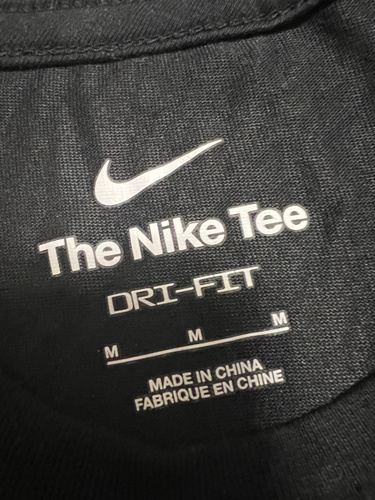 The Nike Tee
DRI-FIT
M M M
MADE IN CHINA
FABRIQUE EN CHINE